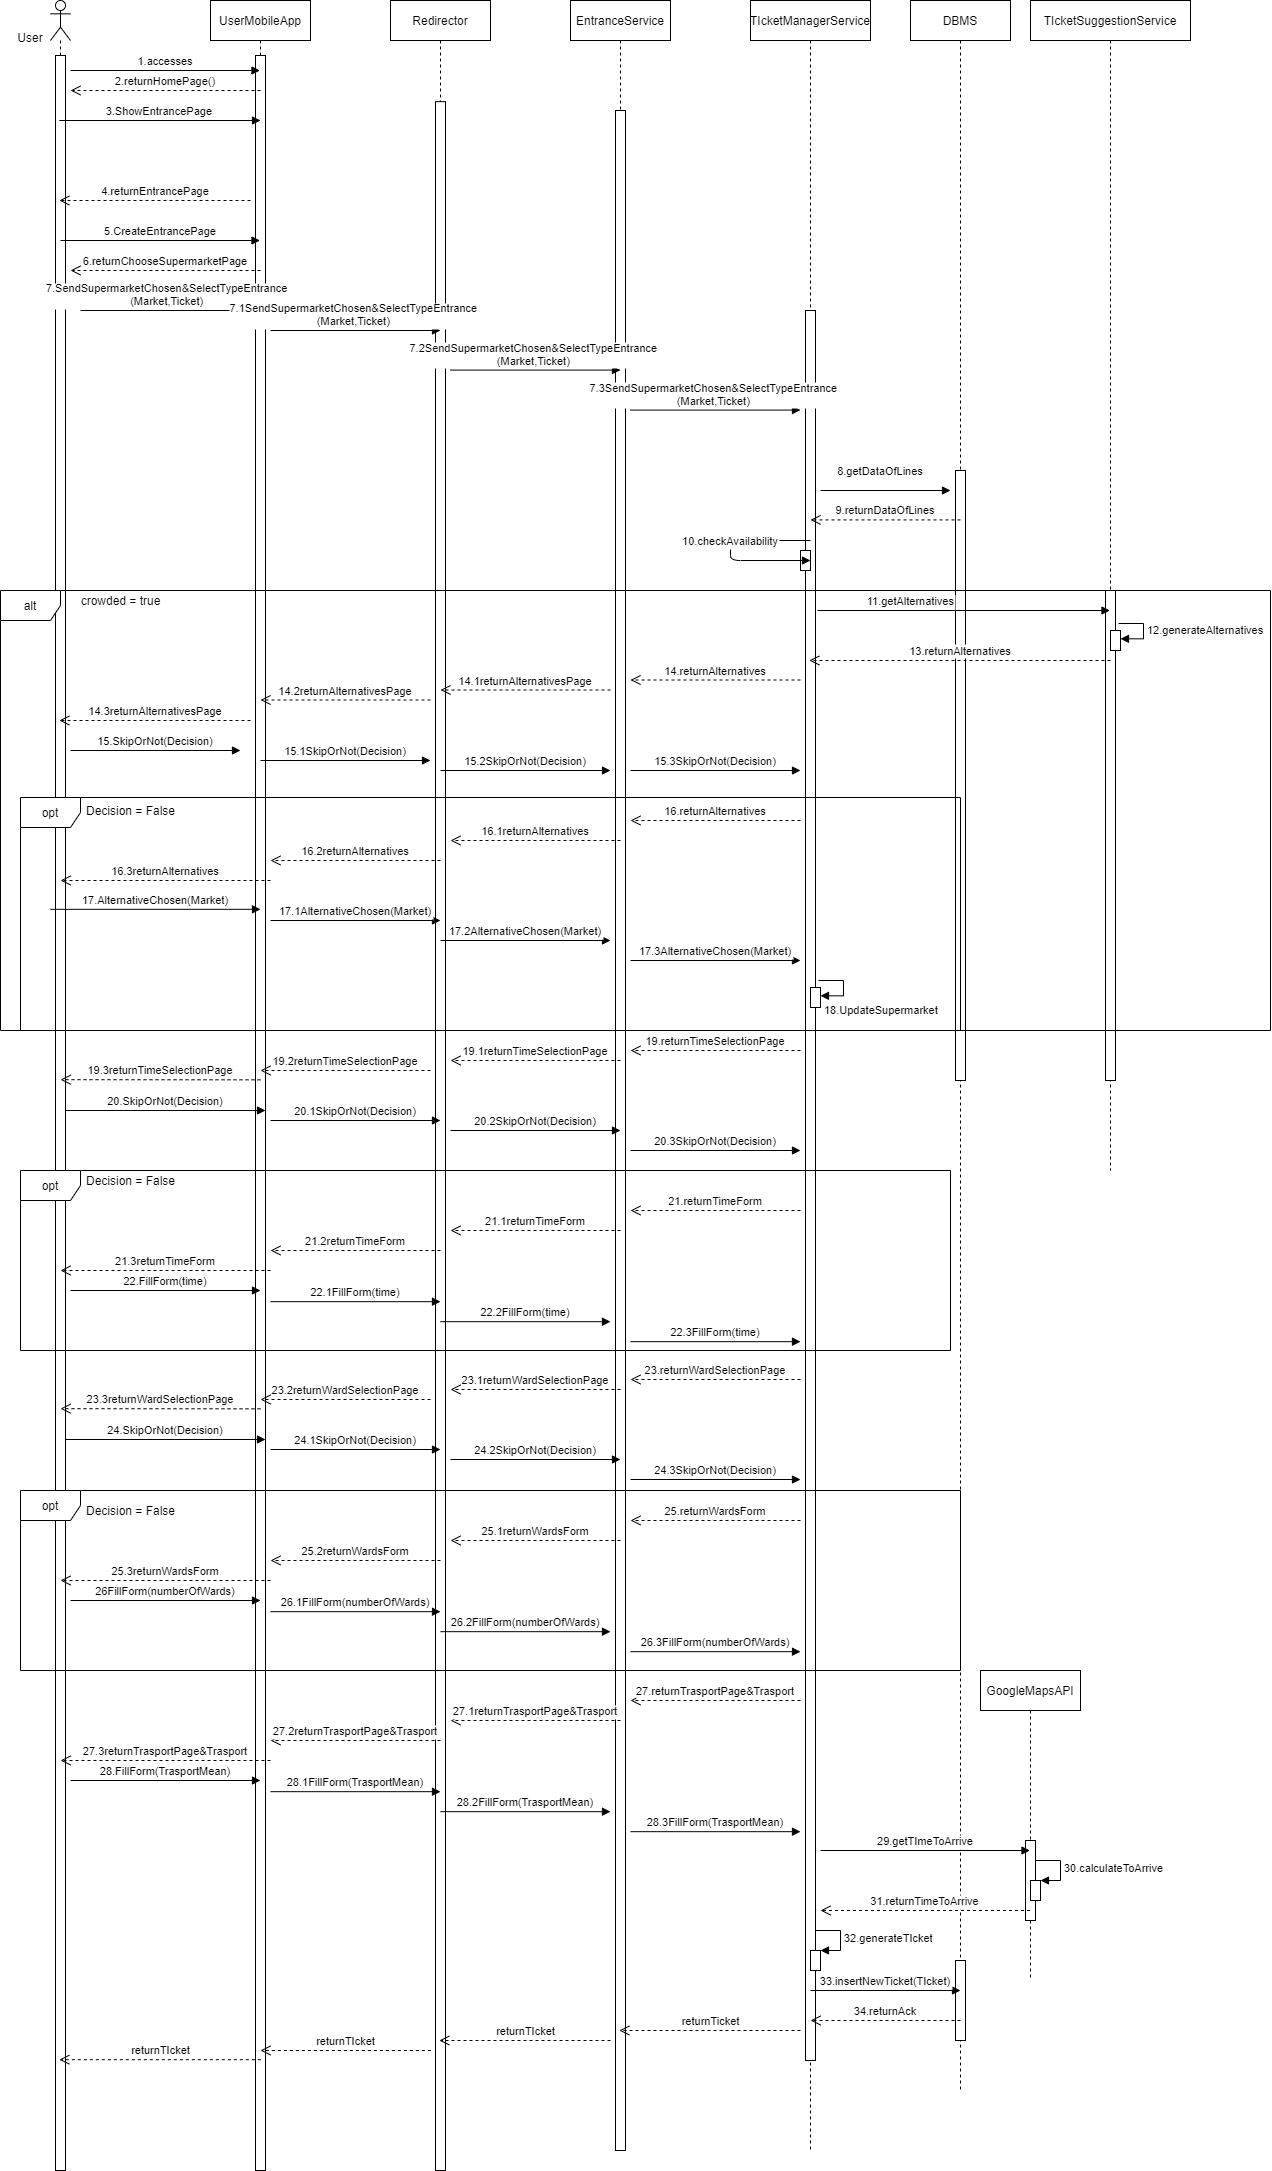 User
UserMobileApp
Redirector
EntranceService
TIcketManagerService
DBMS
TIcketSuggestionService
1.accesses
2.returnHomePage()
3.ShowEntrancePage
4.returnEntrancePage
5.CreateEntrancePage
6.returnChooseSupermarketPage
7.SendSupermarketChosen&SelectTypeEntrance
(Market,Ticket)
7.1SendSupermarketChosen&SelectTypeEntrance
(Market,Ticket)
7.2SendSupermarketChosen&SelectTypeEntrance
(Market,Ticket)
7.3SendSupermarketChosen&SelectTypeEntrance
(Market,Ticket)
8.getDataOfLines
9.returnDataOfLines
10.checkAvailability
alt
crowded = true
11.getAlternatives
12.generateAlternatives
13.returnAlternatives
14.returnAlternatives
14.1returnAlternativesPage
14.2returnAlternativesPage
14.3returnAlternativesPage
15.SkipOrNot(Decision)
15.1SkipOrNot(Decision)
15.2SkipOrNot(Decision)
15.3SkipOrNot(Decision)
opt
Decision = False
16.returnAlternatives
16.1returnAlternatives
16.2returnAlternatives
16.3returnAlternatives
17.AlternativeChosen(Market)
17.1AlternativeChosen(Market)
17.2AlternativeChosen(Market)
17.3AlternativeChosen(Market)
18.UpdateSupermarket
19.returnTimeSelectionPage
19.1returnTimeSelectionPage
19.2returnTimeSelectionPage
19.3returnTimeSelectionPage
20.SkipOrNot(Decision)
20.1SkipOrNot(Decision)
20.2SkipOrNot(Decision)
20.3SkipOrNot(Decision)
opt
Decision = False
21.returnTimeForm
21.1returnTimeForm
21.2returnTimeForm
21.3returnTimeForm
22.FillForm(time)
22.1FillForm(time)
22.2FillForm(time)
22.3FillForm(time)
23.returnWardSelectionPage
23.1returnWardSelectionPage
23.2returnWardSelectionPage
23.3returnWardSelectionPage
24.SkipOrNot(Decision)
24.1SkipOrNot(Decision)
24.2SkipOrNot(Decision)
24.3SkipOrNot(Decision)
opt
Decision = False
25.returnWardsForm
25.1returnWardsForm
25.2returnWardsForm
25.3returnWardsForm
26FillForm(numberOfWards)
26.1FillForm(numberOfWards)
26.2FillForm(numberOfWards)
26.3FillForm(numberOfWards)
GoogleMapsAPI
27.returnTrasportPage&Trasport
27.1returnTrasportPage&Trasport
27.2returnTrasportPage&Trasport
27.3returnTrasportPage&Trasport
28.FillForm(TrasportMean)
28.1FillForm(TrasportMean)
28.2FillForm(TrasportMean)
28.3FillForm(TrasportMean)
29.getTImeToArrive
30.calculateToArrive
31.returnTimeToArrive
32.generateTIcket
33.insertNewTicket(TIcket)
34.returnAck
returnTicket
returnTIcket
returnTIcket
returnTIcket